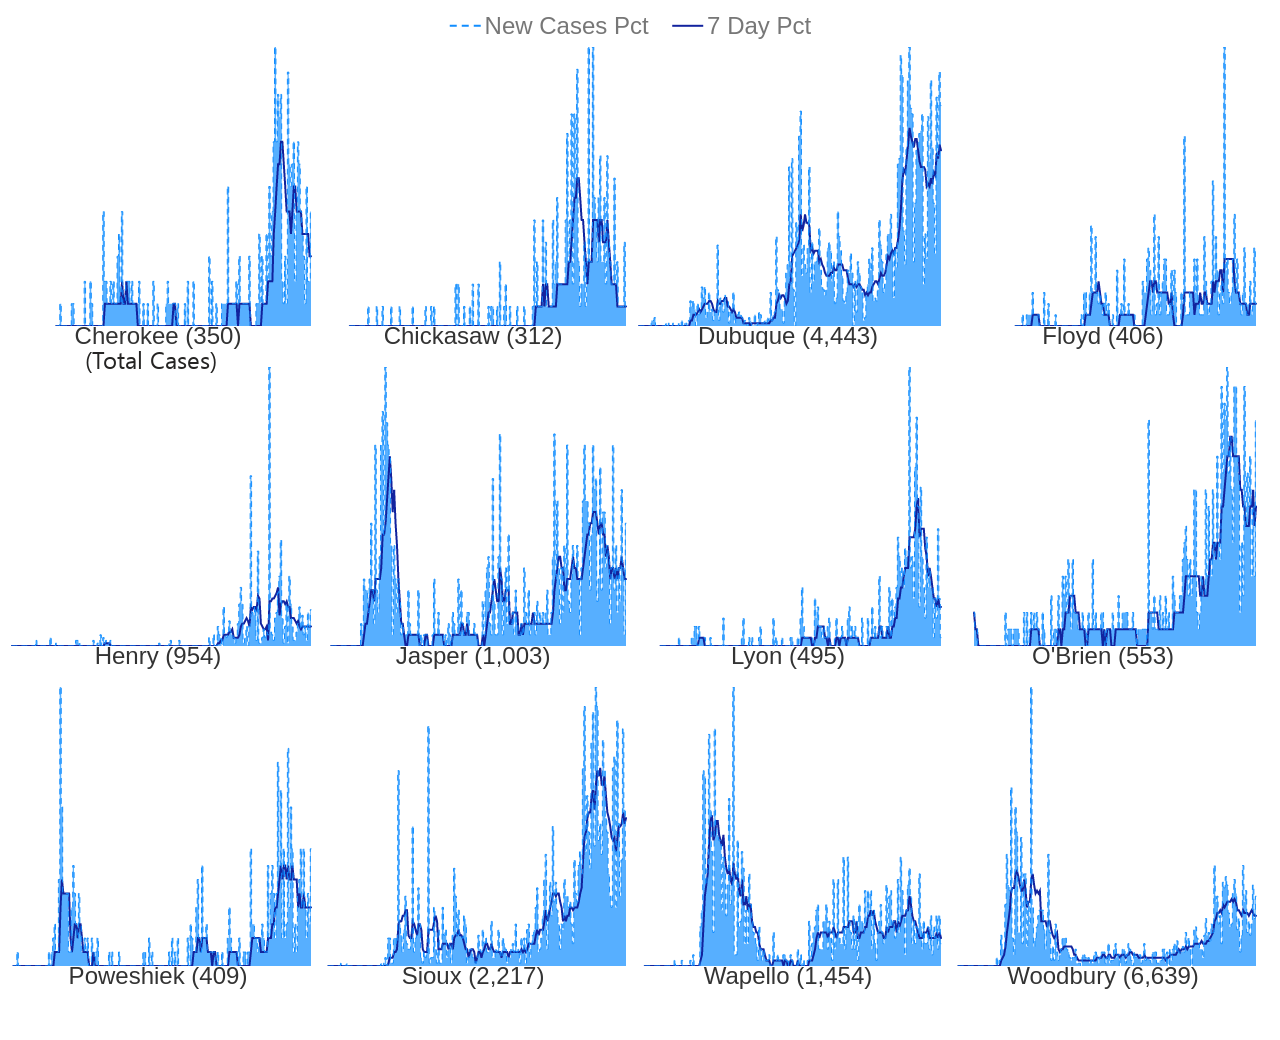 New Cases Pct 7 Day Pct
Cherokee (350) Chickasaw (312) Dubuque (4,443) Floyd (406)
(Total Cases)
Henry (954) Jasper (1,003) Lyon (495) O'Brien (553)
Poweshiek (409) Sioux (2,217) Wapello (1,454) Woodbury (6,639)